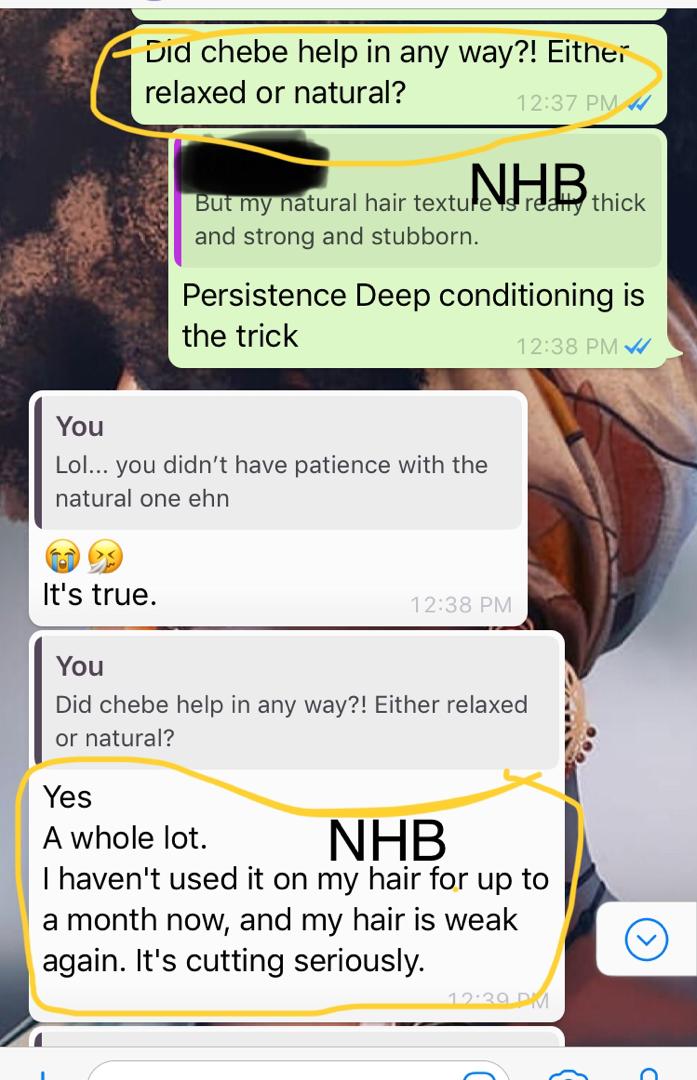 Did chebe help in any way?! Either
relaxed or natural?
12:37 PM
NHB
But my natural hair texture is really thick
and strong and stubborn.
Persistence Deep conditioning is
the trick
12:38 PM
You
Lol... you didn’t have patience with the
natural one ehn
😭🤧
It's true.
12:38 PM
You
Did chebe help in any way?! Either relaxed
or natural?
Yes
A whole lot.
NHB
I haven't used it on my hair for up to
a month now, and my hair is weak
again. It's cutting seriously.
12:39 PM